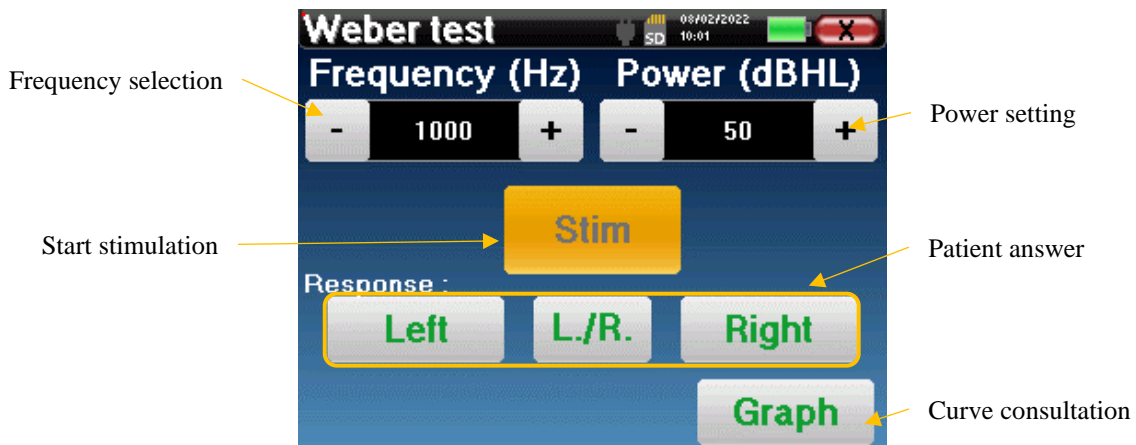 Weber test
SD
08/02/2022
10:01
X
Frequency (Hz)
Power (dBHL)
Frequency selection
- 1000 +
- 50 +
Power setting
Stim
Start stimulation
Patient answer
Response :
Left
L./R.
Right
Graph
Curve consultation